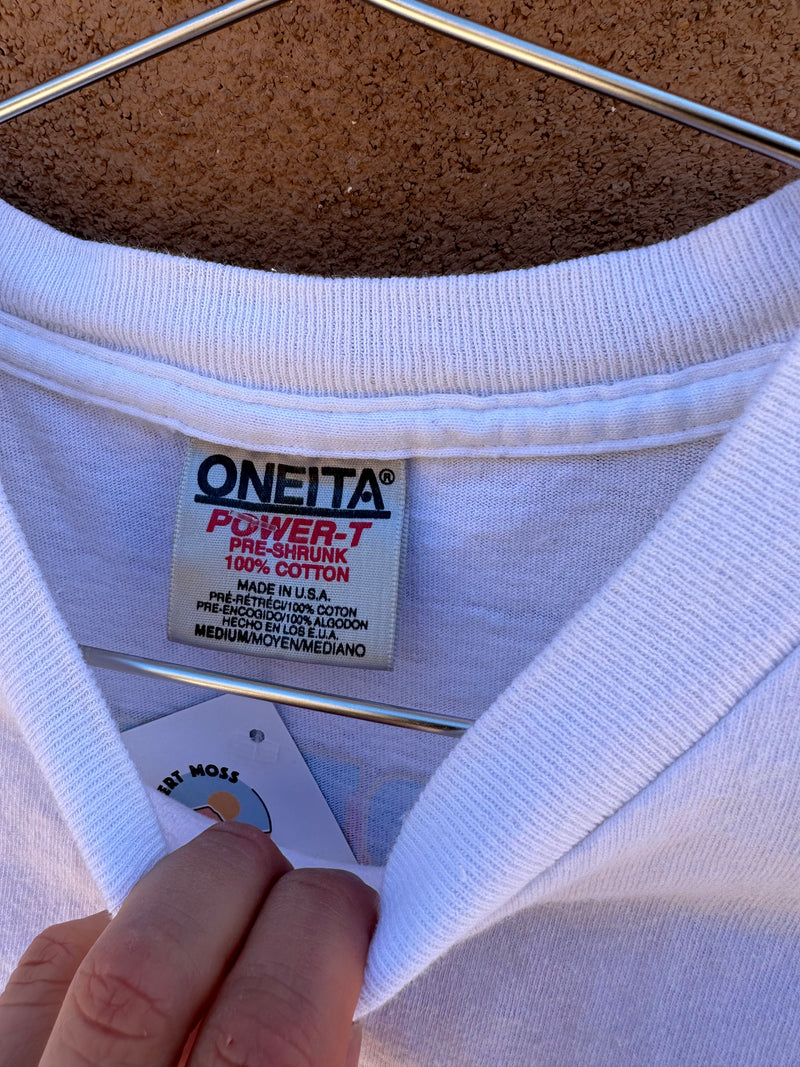 ONEITA®
POWER-T
PRE-SHRUNK
100% COTTON
MADE IN U.S.A.
PRÉ-RÉTRÉCI/100% COTON
PRE-ENCOGIDO/100% ALGODON
HECHO EN LOS E.U.A.
MEDIUM/MOYEN/MEDIANO
ERT MOSS